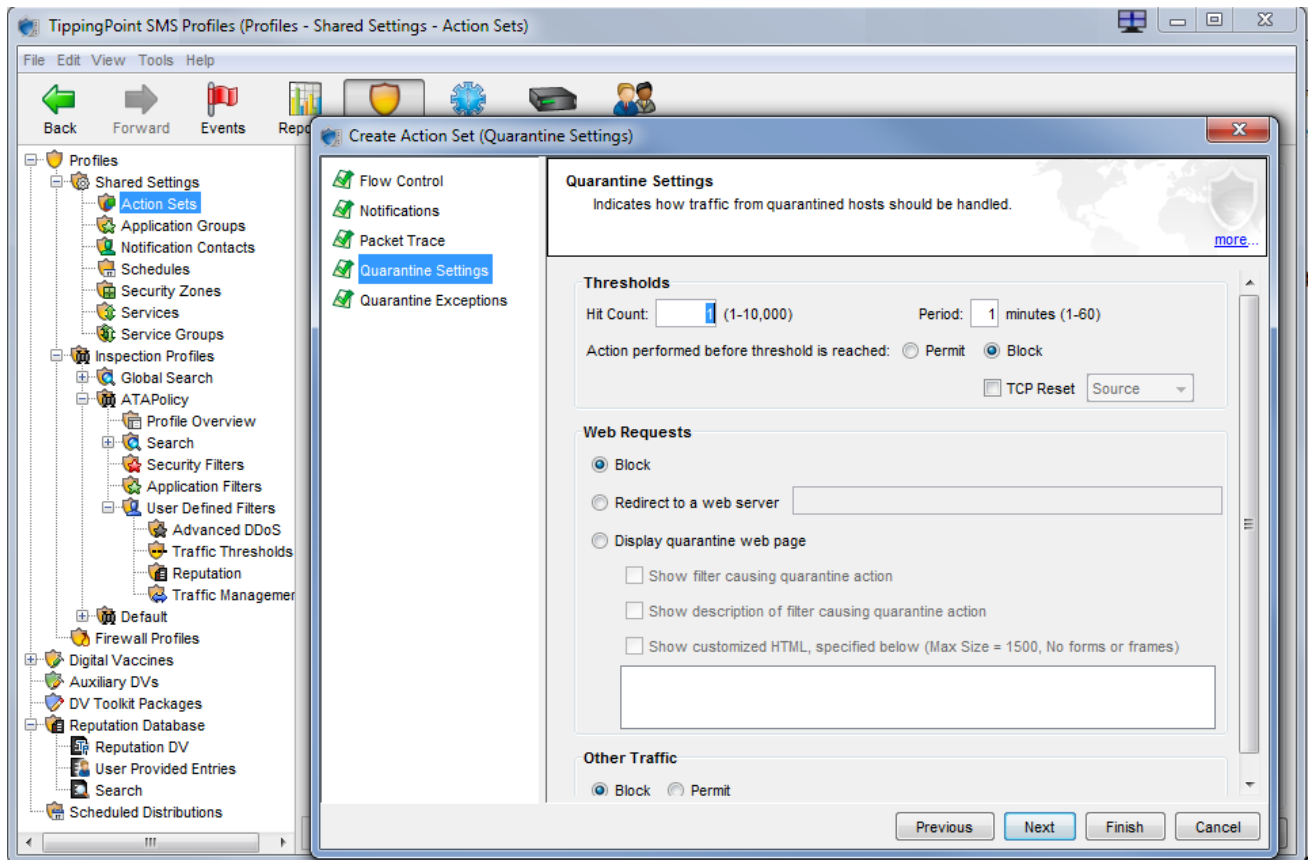 TippingPoint SMS Profiles (Profiles - Shared Settings - Action Sets)
File Edit View Tools Help
Back Forward Events
Create Action Set (Quarantine Settings)
Profiles
Shared Settings
Action Sets
Application Groups
Notification Contacts
Schedules
Security Zones
Services
Service Groups
Inspection Profiles
Global Search
ATAPolicy
Profile Overview
Search
Security Filters
Application Filters
User Defined Filters
Advanced DDoS
Traffic Thresholds
Reputation
Traffic Managemer
Default
Firewall Profiles
Digital Vaccines
Auxiliary DVs
DV Toolkit Packages
Reputation Database
Reputation DV
User Provided Entries
Search
Scheduled Distributions
Flow Control
Notifications
Packet Trace
Quarantine Settings
Quarantine Exceptions
Quarantine Settings
Indicates how traffic from quarantined hosts should be handled.
more...
Thresholds
Hit Count: 1 (1-10,000) Period: 1 minutes (1-60)
Action performed before threshold is reached: Permit Block
TCP Reset Source
Web Requests
Block
Redirect to a web server
Display quarantine web page
Show filter causing quarantine action
Show description of filter causing quarantine action
Show customized HTML, specified below (Max Size = 1500, No forms or frames)
Other Traffic
Block Permit
Previous Next Finish Cancel